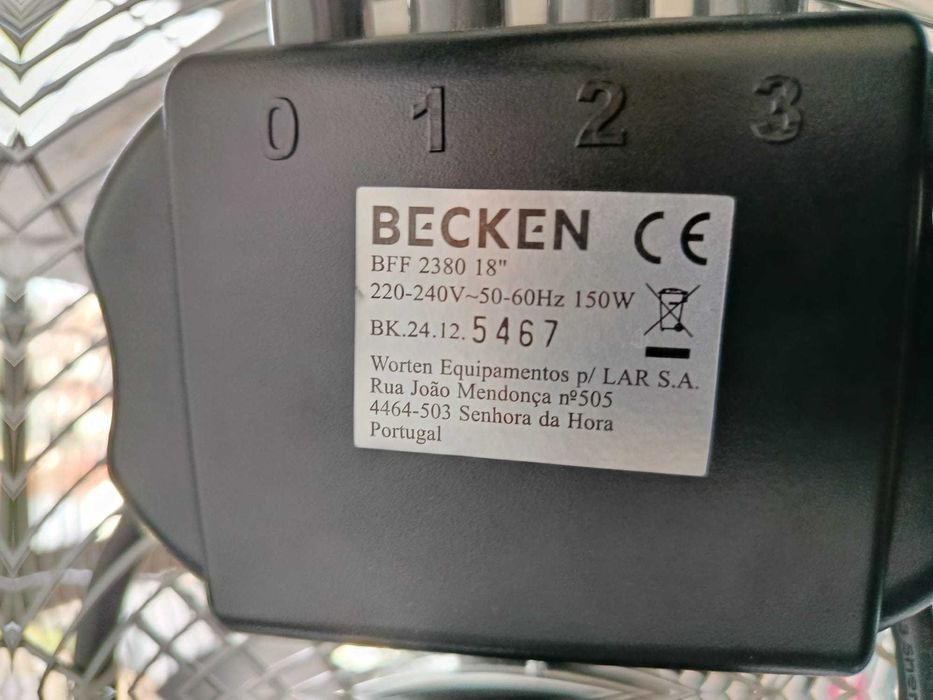 0 1 2 3
BECKEN CE
BFF 2380 18"
220-240V~50-60Hz 150W
BK.24.12. 5467
Worten Equipamentos p/ LAR S.A.
Rua João Mendonça nº505
4464-503 Senhora da Hora
Portugal